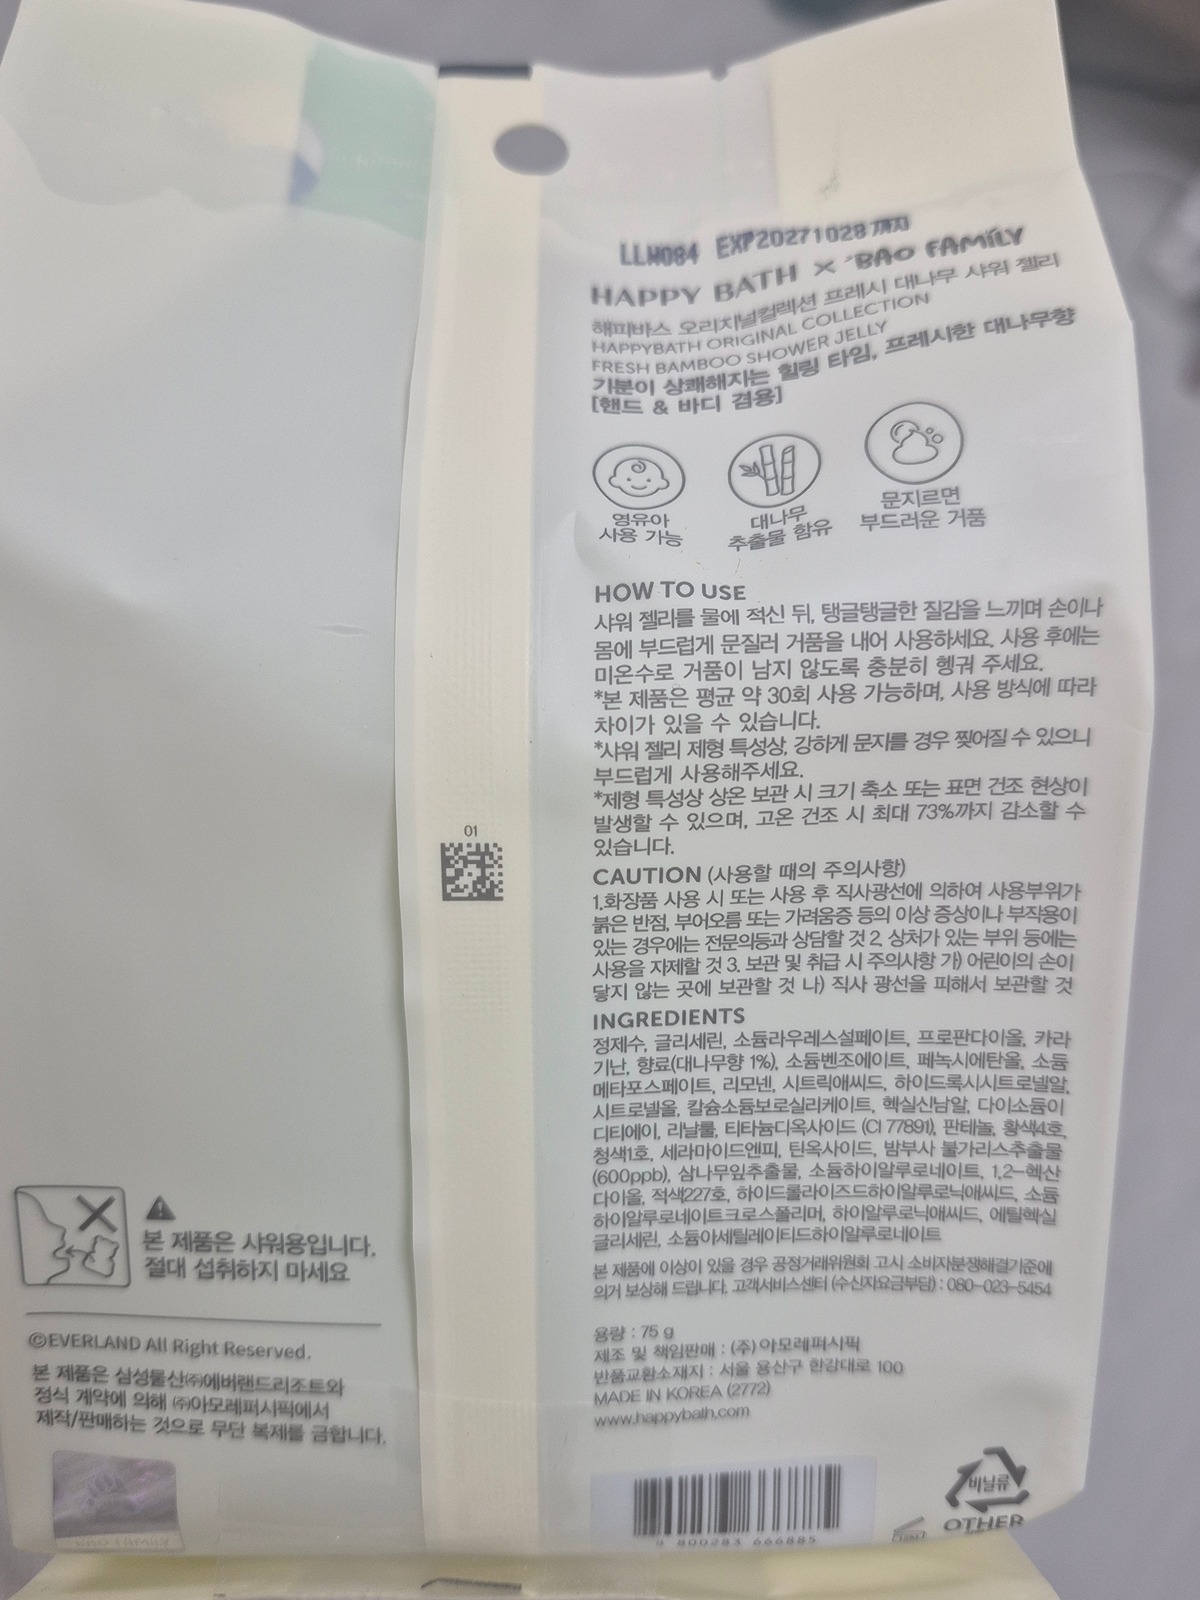 LLM084 EXP20271028까지
HAPPY BATH × BAO FAMILY
해피바스 오리지널컬렉션 프레시 대나무 샤워 젤리
HAPPYBATH ORIGINAL COLLECTION
FRESH BAMBOO SHOWER JELLY
기분이 상쾌해지는 힐링 타임, 프레시한 대나무향
[핸드 & 바디 겸용]
영유아
사용 가능
대나무
추출물 함유
문지르면
부드러운 거품
HOW TO USE
샤워 젤리를 물에 적신 뒤, 탱글탱글한 질감을 느끼며 손이나
몸에 부드럽게 문질러 거품을 내어 사용하세요. 사용 후에는
미온수로 거품이 남지 않도록 충분히 헹궈 주세요.
*본 제품은 평균 약 30회 사용 가능하며, 사용 방식에 따라
차이가 있을 수 있습니다.
*샤워 젤리 제형 특성상, 강하게 문지를 경우 찢어질 수 있으니
부드럽게 사용해주세요.
*제형 특성상 상온 보관 시 크기 축소 또는 표면 건조 현상이
발생할 수 있으며, 고온 건조 시 최대 73%까지 감소할 수
있습니다.
CAUTION (사용할 때의 주의사항)
1.화장품 사용 시 또는 사용 후 직사광선에 의하여 사용부위가
붉은 반점, 부어오름 또는 가려움증 등의 이상 증상이나 부작용이
있는 경우에는 전문의등과 상담할 것 2. 상처가 있는 부위 등에는
사용을 자제할 것 3. 보관 및 취급 시 주의사항 가) 어린이의 손이
닿지 않는 곳에 보관할 것 나) 직사 광선을 피해서 보관할 것
INGREDIENTS
정제수, 글리세린, 소듐라우레스설페이트, 프로판다이올, 카라
기난, 향료(대나무향 1%), 소듐벤조에이트, 페녹시에탄올, 소듐
메타포스페이트, 리모넨, 시트릭애씨드, 하이드록시시트로넬알,
시트로넬올, 칼슘소듐보로실리케이트, 헥실신남알, 다이소듐이
디티에이, 리날룰, 티타늄디옥사이드 (CI 77891), 판테놀, 황색4호,
청색1호, 세라마이드엔피, 틴옥사이드, 밤부사 불가리스추출물
(600ppb), 삼나무잎추출물, 소듐하이알루로네이트, 1,2-헥산
다이올, 적색227호, 하이드롤라이즈드하이알루로닉애씨드, 소듐
하이알루로네이트크로스폴리머, 하이알루로닉애씨드, 에틸헥실
글리세린, 소듐아세틸레이티드하이알루로네이트
본 제품에 이상이 있을 경우 공정거래위원회 고시 소비자분쟁해결기준에
의거 보상해 드립니다. 고객서비스센터 (수신자요금부담) : 080-023-5454
용량 : 75 g
제조 및 책임판매 : (주)아모레퍼시픽
반품교환소재지 : 서울 용산구 한강대로 100
MADE IN KOREA (2772)
www.happybath.com
800283 666885
비닐류
OTHER
01
본 제품은 샤워용입니다.
절대 섭취하지 마세요
©EVERLAND All Right Reserved.
본 제품은 삼성물산㈜에버랜드리조트와
정식 계약에 의해 ㈜아모레퍼시픽에서
제작/판매하는 것으로 무단 복제를 금합니다.